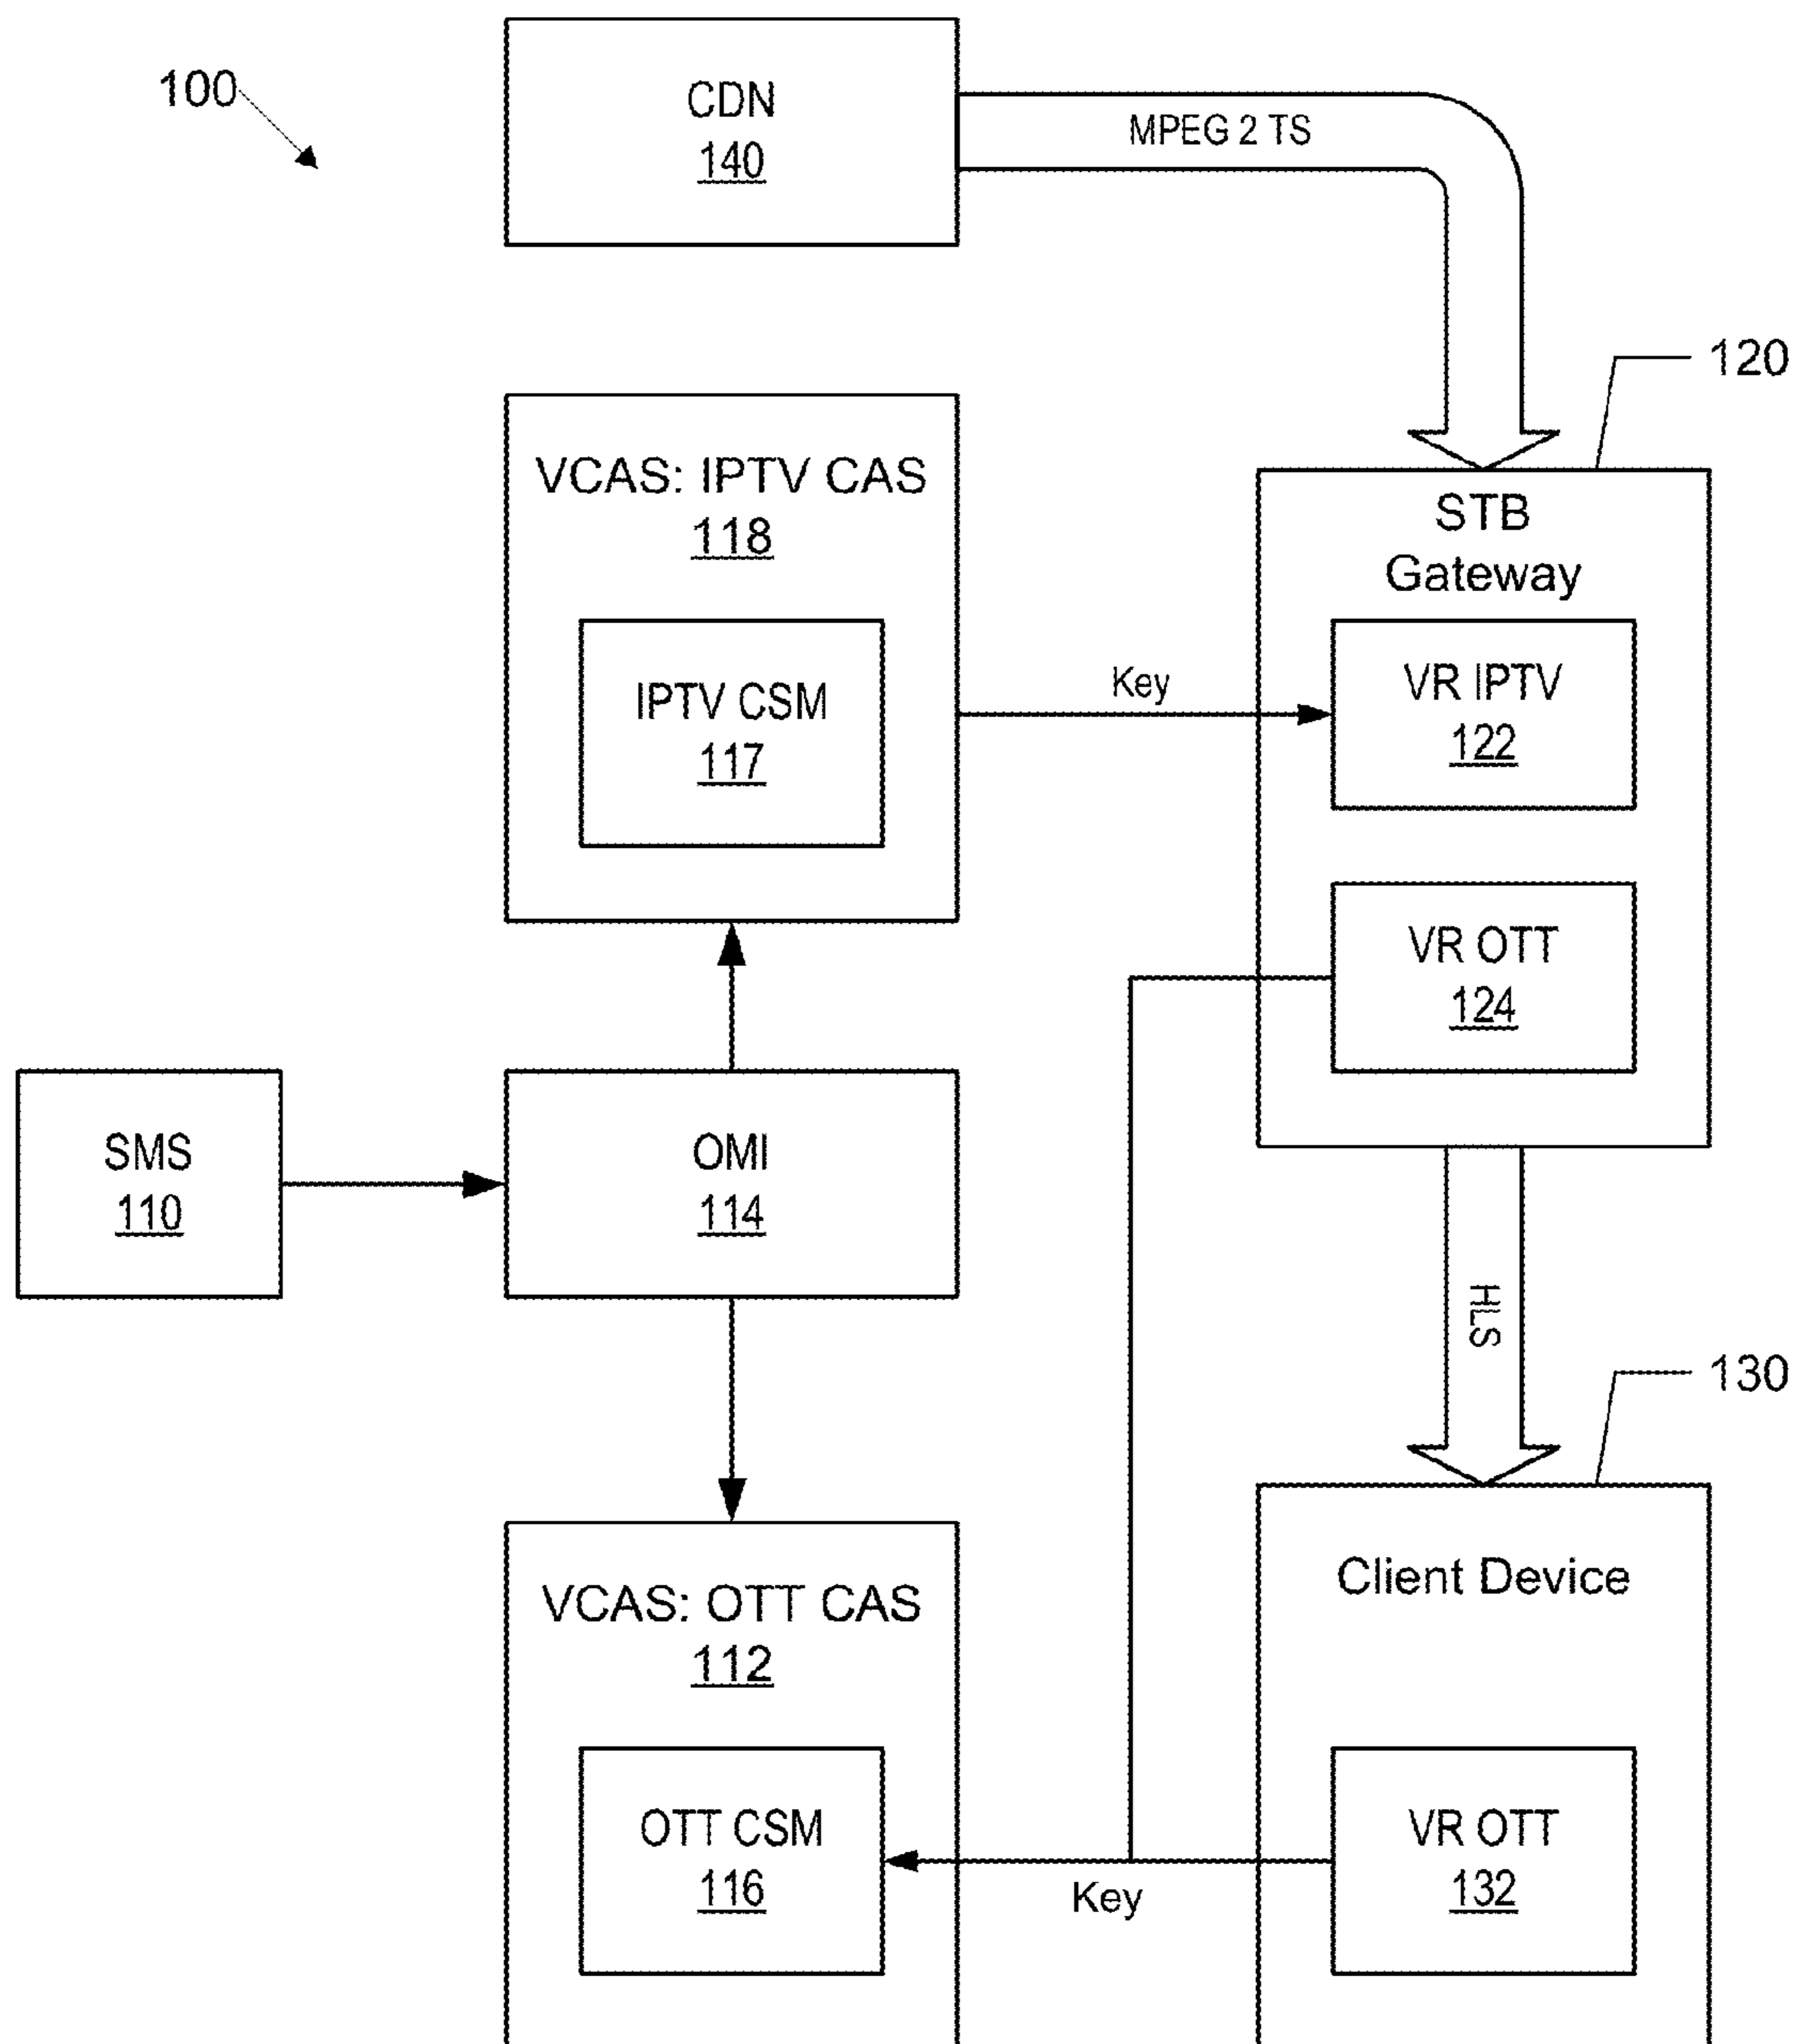 100
CDN
140
MPEG 2 TS
120
VCAS: IPTV CAS
118
STB
Gateway
IPTV CSM
117
Key
VR IPTV
122
VR OTT
124
SMS
110
OMI
114
HLS
130
VCAS: OTT CAS
112
Client Device
OTT CSM
116
Key
VR OTT
132